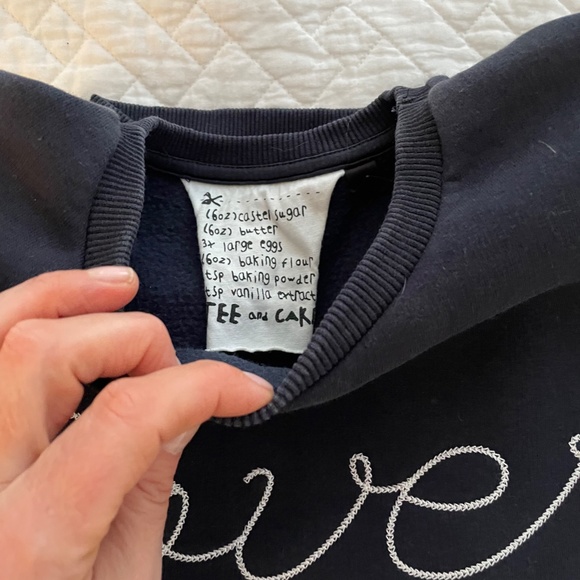 (6oz) castel sugar
(6oz) butter
3x large eggs
(6oz) baking flour
tsp baking powder
tsp vanilla extract
TEE and CAKE
ove